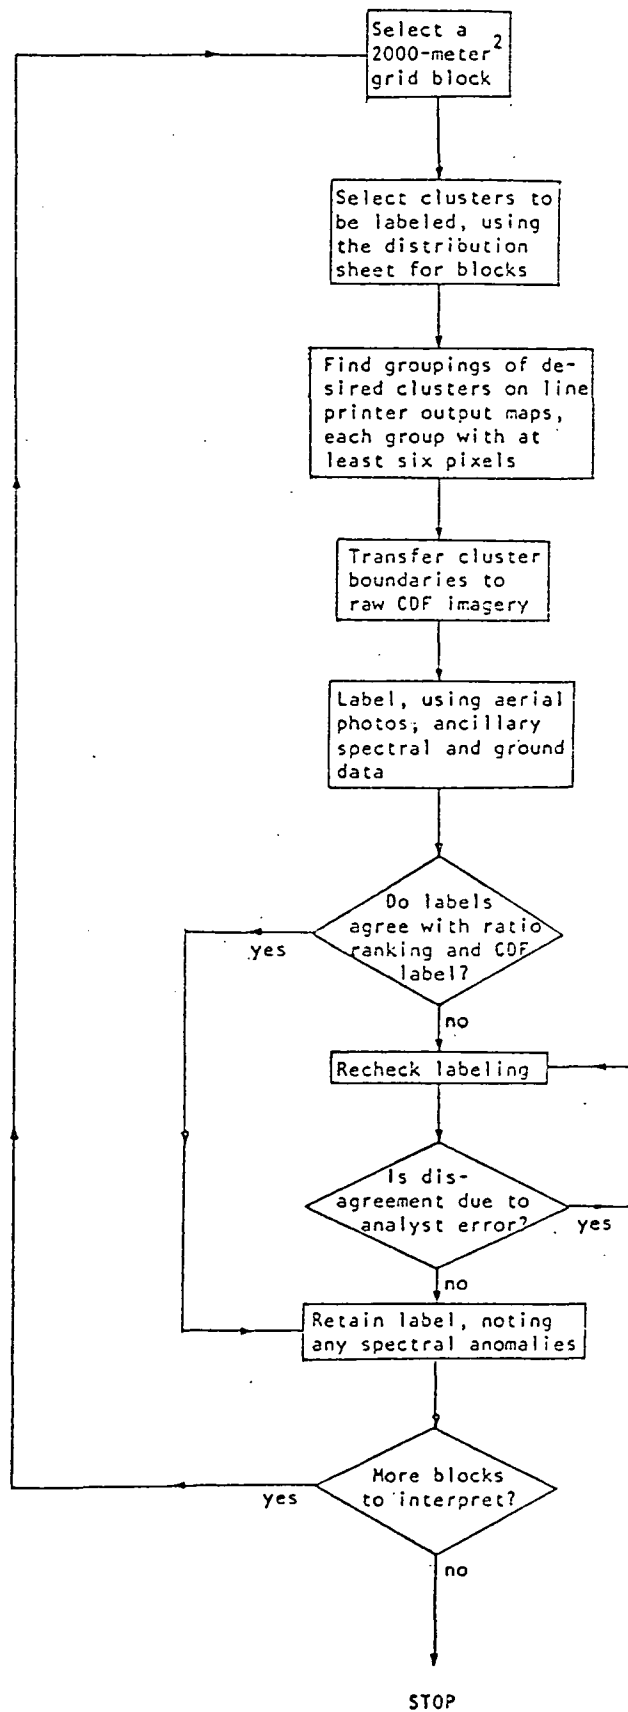 Select a
2000-meter²
grid block
Select clusters to
be labeled, using
the distribution
sheet for blocks
Find groupings of de-
sired clusters on line
printer output maps,
each group with at
least six pixels
Transfer cluster
boundaries to
raw CDF imagery
Label, using aerial
photos, ancillary
spectral and ground
data
Do labels
agree with ratio
ranking and CDF
label?
yes
no
Recheck labeling
Is dis-
agreement due to
analyst error?
yes
no
Retain label, noting
any spectral anomalies
More blocks
to interpret?
yes
no
STOP